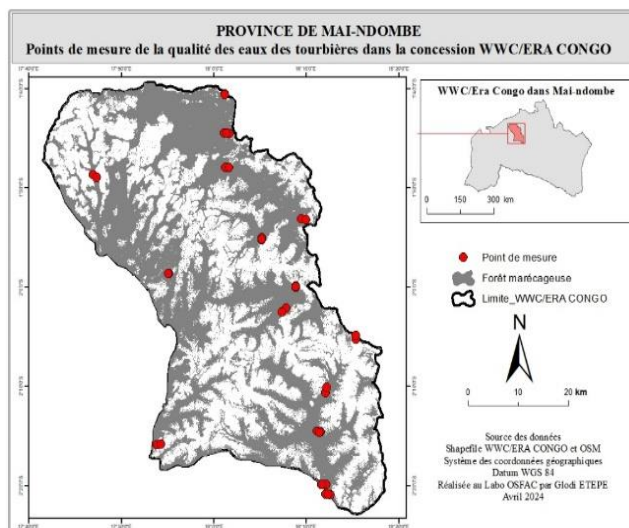 PROVINCE DE MAI-NDOMBE
Points de mesure de la qualité des eaux des tourbières dans la concession WWC/ERA CONGO
WWC/Era Congo dans Mai-ndombe
0 150 300 km
Point de mesure
Forêt marécageuse
Limite_WWC/ERA CONGO
N
0 10 20
km
Source des données
Shapefile WWC/ERA CONGO et OSM
Système des coordonnées géographiques
Datum WGS 84
Réalisée au Labo OSFAC par Glodi ETEPE
Avril 2024